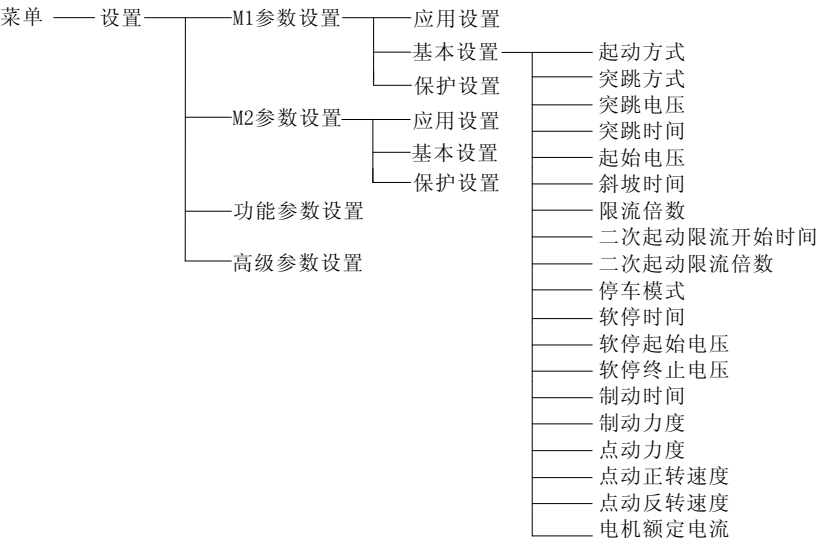 菜单
设置
M1参数设置
应用设置
基本设置
起动方式
突跳方式
突跳电压
突跳时间
起始电压
斜坡时间
限流倍数
二次起动限流开始时间
二次起动限流倍数
停车模式
软停时间
软停起始电压
软停终止电压
制动时间
制动力度
点动力度
点动正转速度
点动反转速度
电机额定电流
保护设置
M2参数设置
应用设置
基本设置
保护设置
功能参数设置
高级参数设置